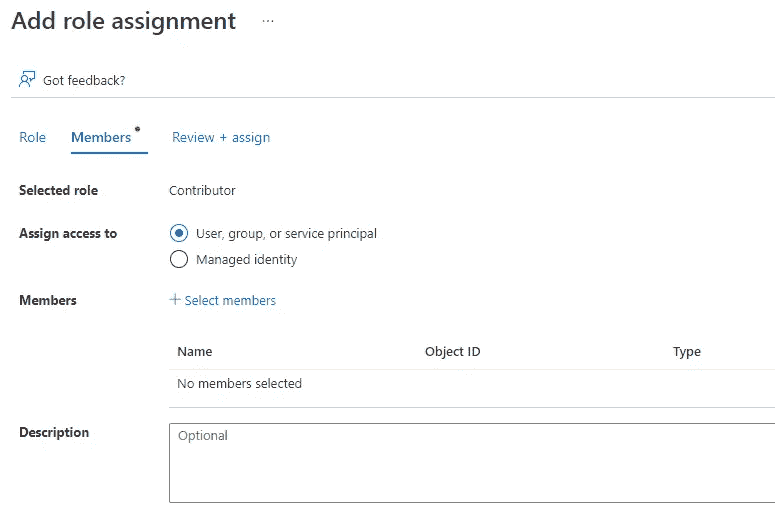 Add role assignment ...
Got feedback?
Role Members Review + assign
Selected role Contributor
Assign access to User, group, or service principal
Managed identity
Members + Select members
Name Object ID Type
No members selected
Description Optional